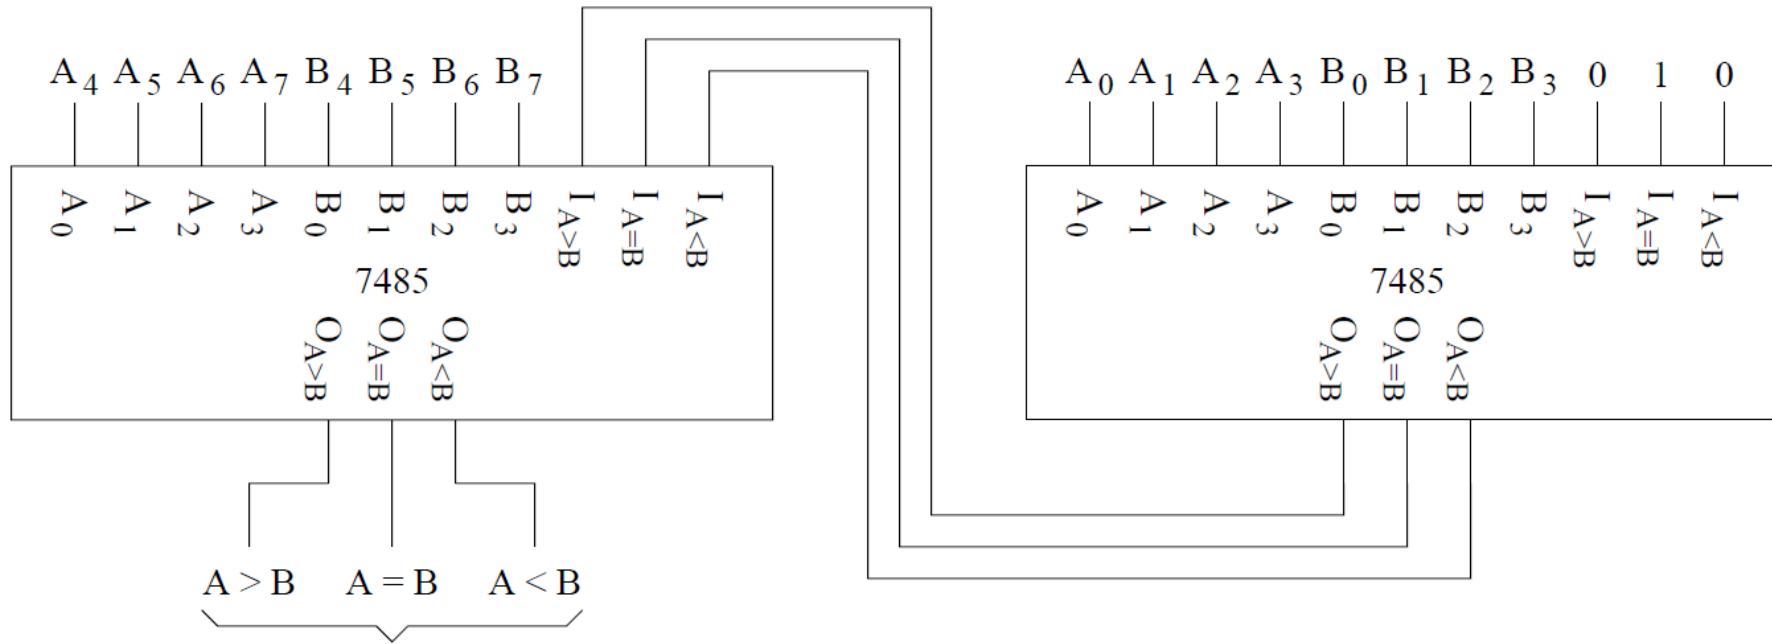 A4 A5 A6 A7 B4 B5 B6 B7
A0 A1 A2 A3 B0 B1 B2 B3 0 1 0
A0 A1 A2 A3 B0 B1 B2 B3 IA>B IA=B IA<B
7485
OA>B OA=B OA<B
A0 A1 A2 A3 B0 B1 B2 B3 IA>B IA=B IA<B
7485
OA>B OA=B OA<B
A > B A = B A < B